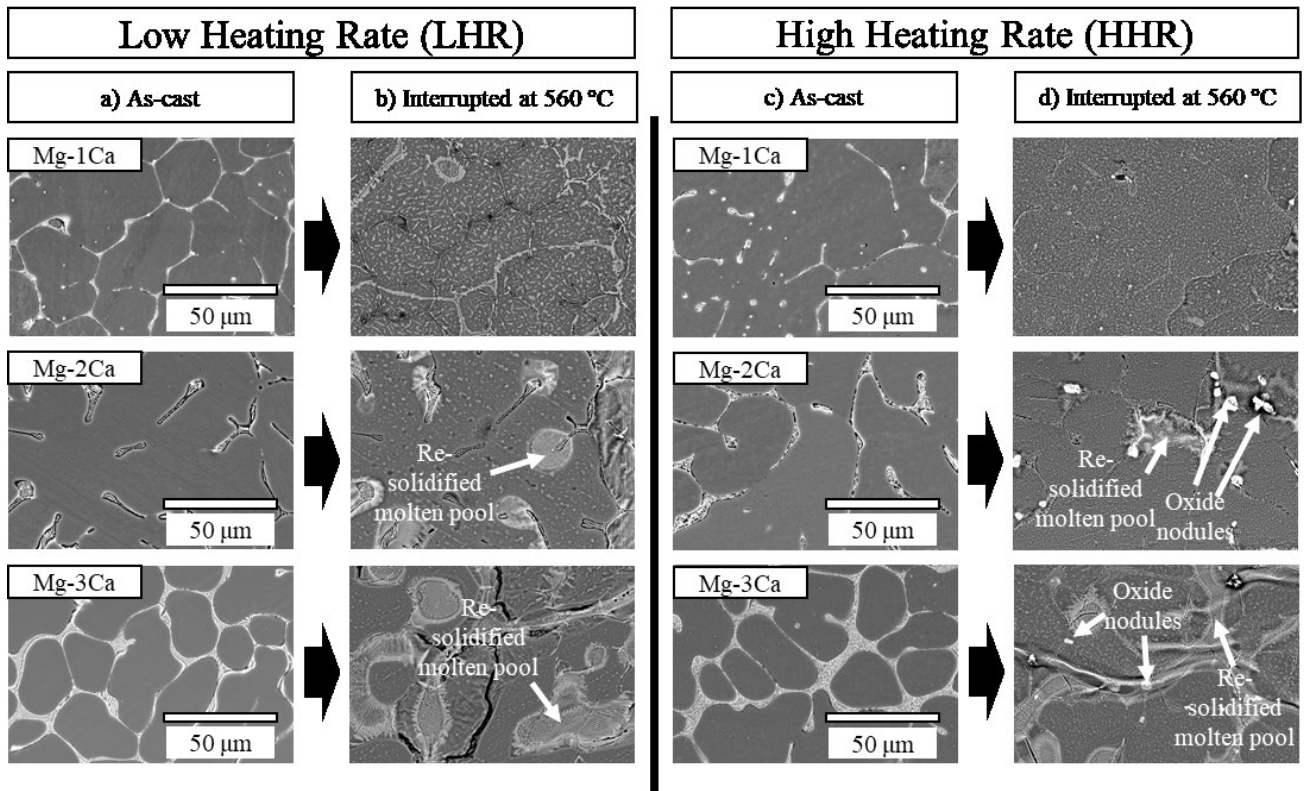 Low Heating Rate (LHR)
High Heating Rate (HHR)
a) As-cast
b) Interrupted at 560 °C
c) As-cast
d) Interrupted at 560 °C
Mg-1Ca
50 μm
Mg-1Ca
50 μm
Mg-2Ca
50 μm
Re-
solidified
molten pool
Mg-2Ca
50 μm
Re-
solidified
molten pool
Oxide
nodules
Mg-3Ca
50 μm
Re-
solidified
molten pool
Mg-3Ca
50 μm
Oxide
nodules
Re-
solidified
molten pool